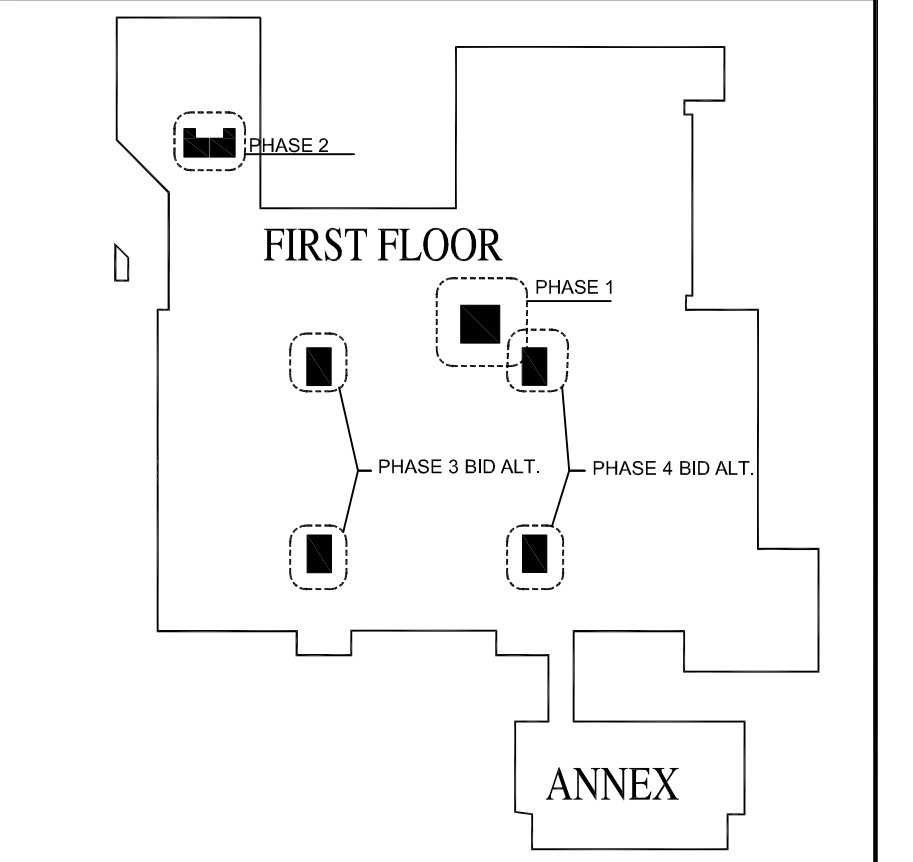 PHASE 2
FIRST FLOOR
PHASE 1
PHASE 3 BID ALT.
PHASE 4 BID ALT.
ANNEX